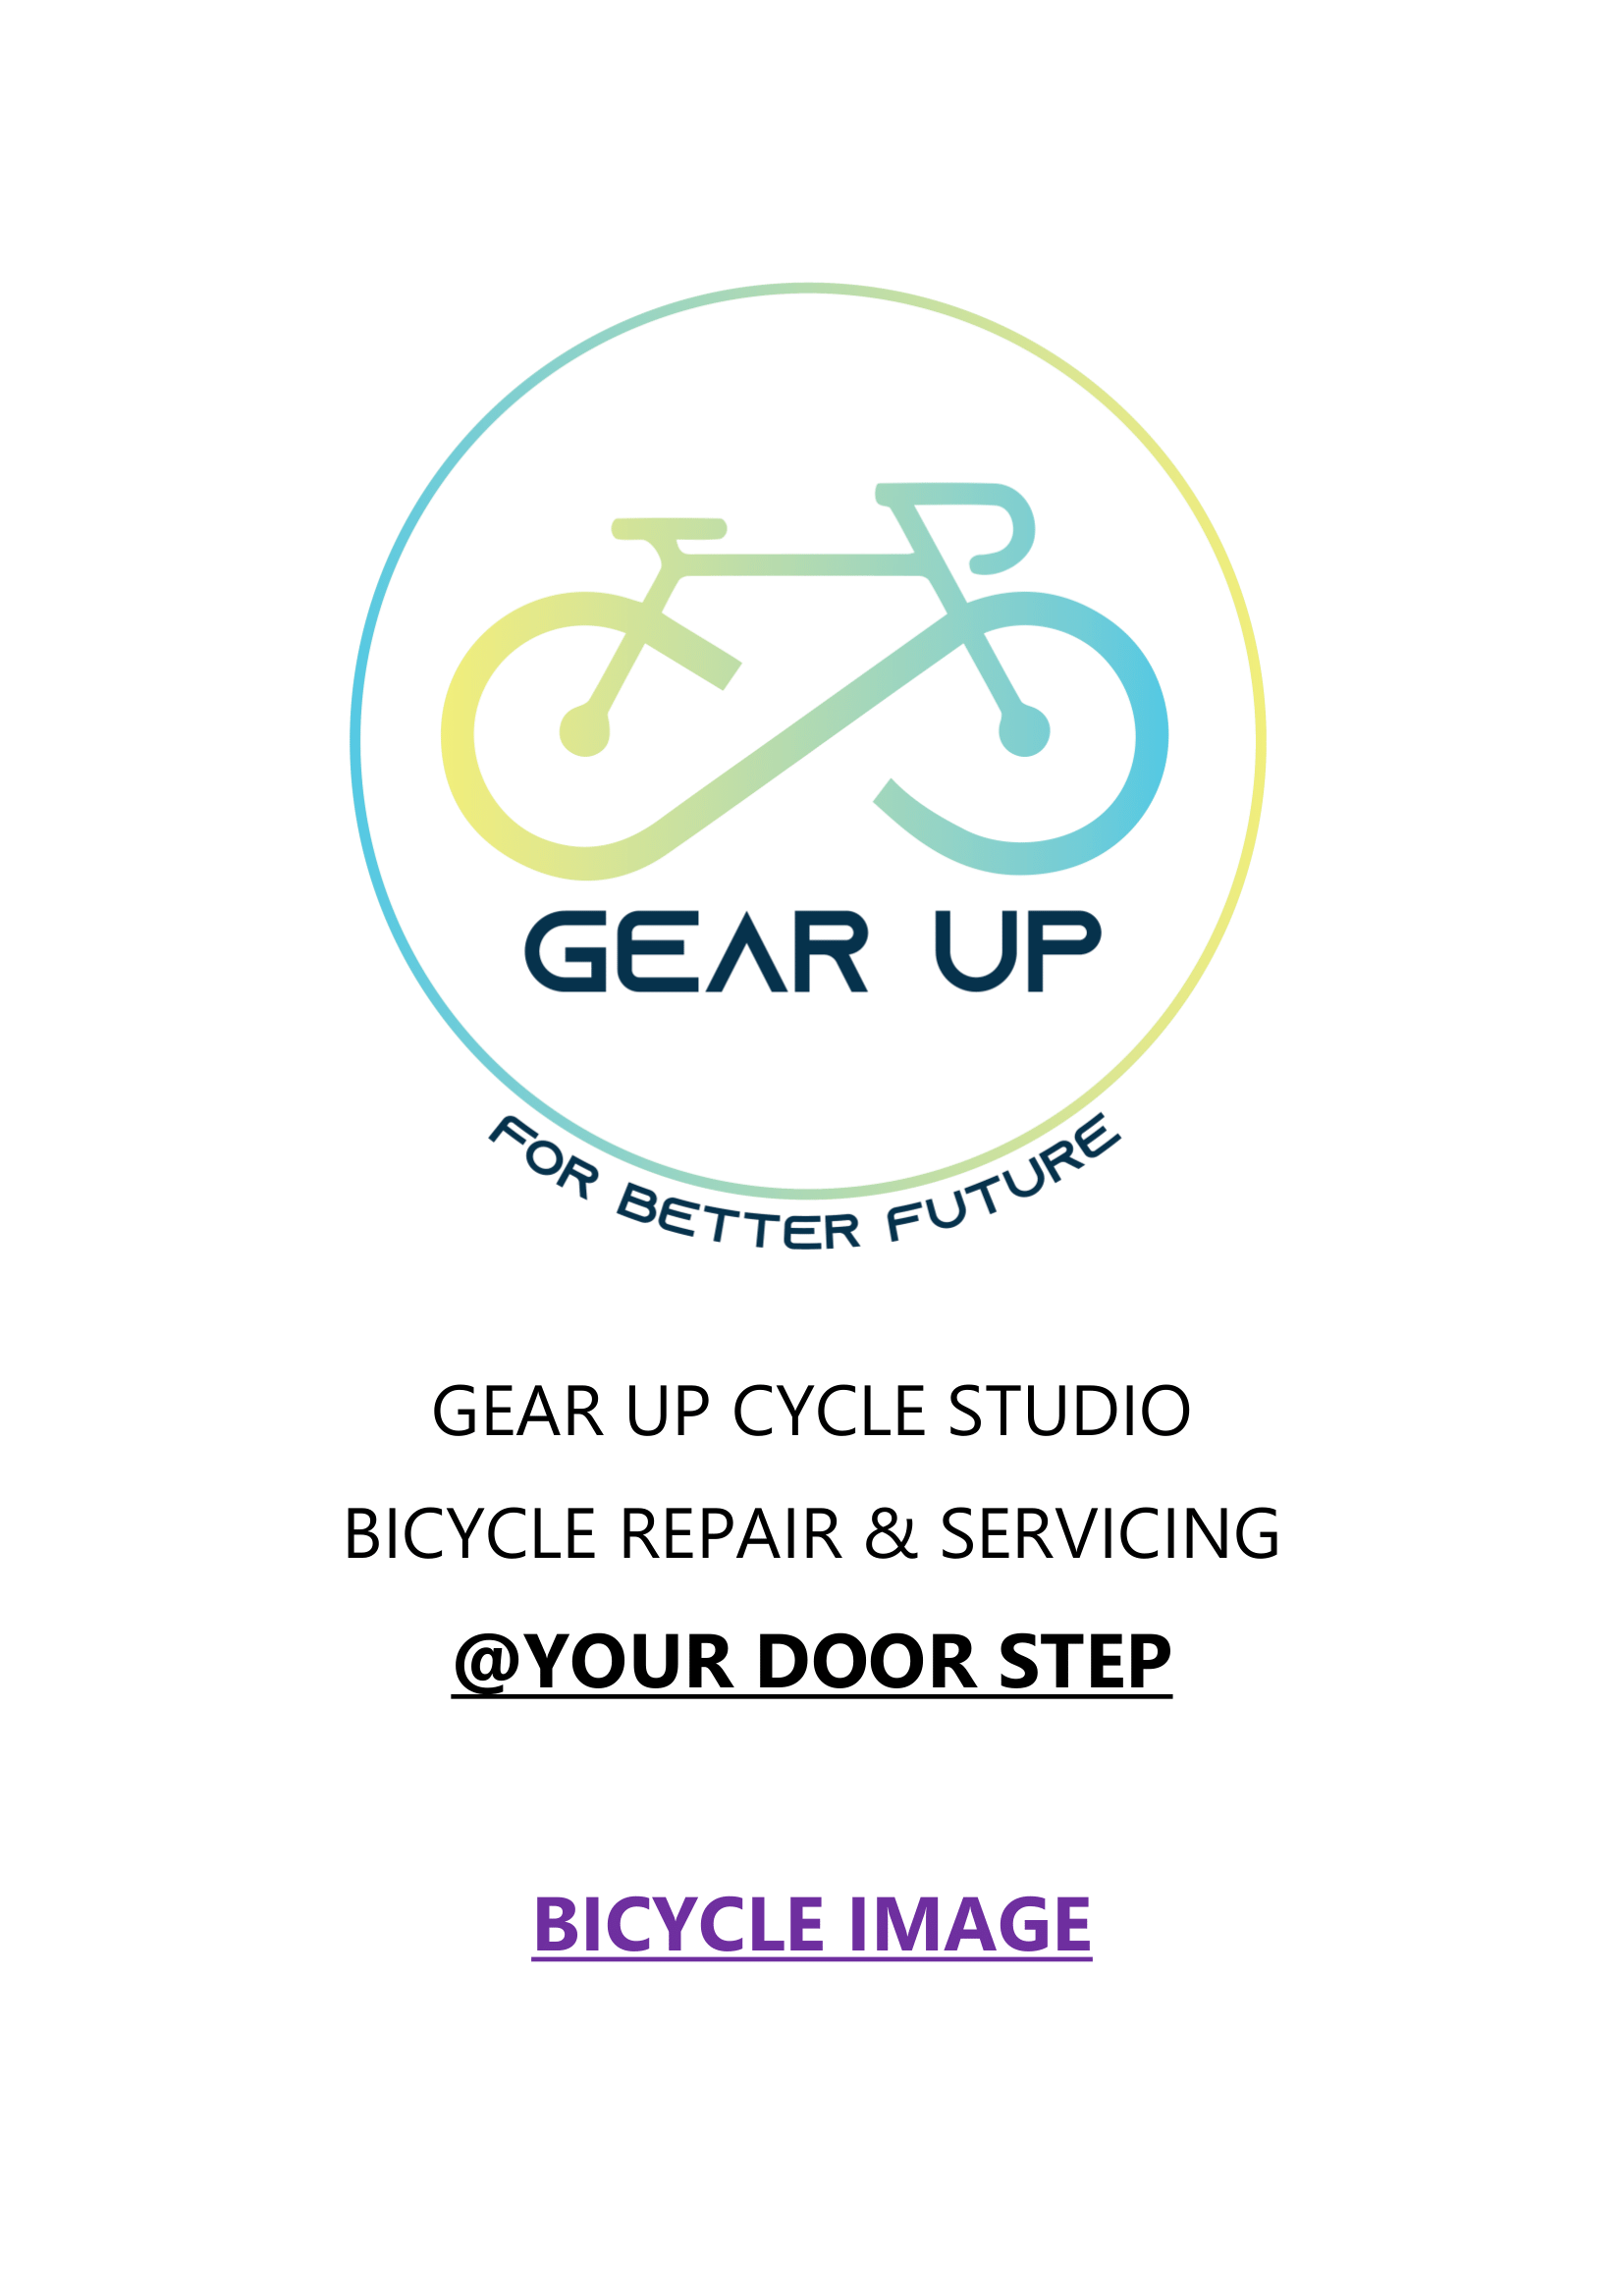 GEAR UP
FOR BETTER FUTURE
GEAR UP CYCLE STUDIO
BICYCLE REPAIR & SERVICING
@YOUR DOOR STEP
BICYCLE IMAGE